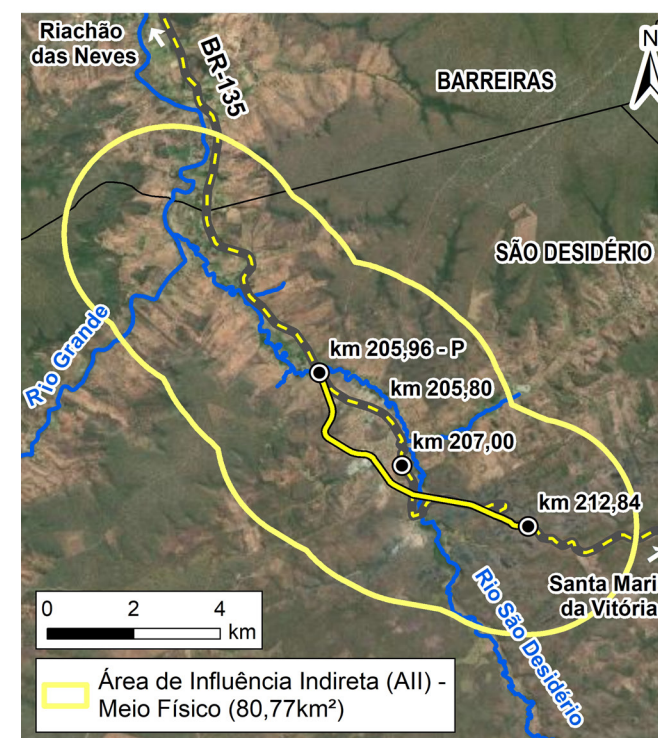 Riachão
das Neves
BR-135
BARREIRAS
N
SÃO DESIDÉRIO
Rio Grande
km 205,96 - P
km 205,80
km 207,00
km 212,84
Santa Mari
da Vitória
Rio São Desidério
0 2 4
km
Área de Influência Indireta (AII) -
Meio Físico (80,77km²)